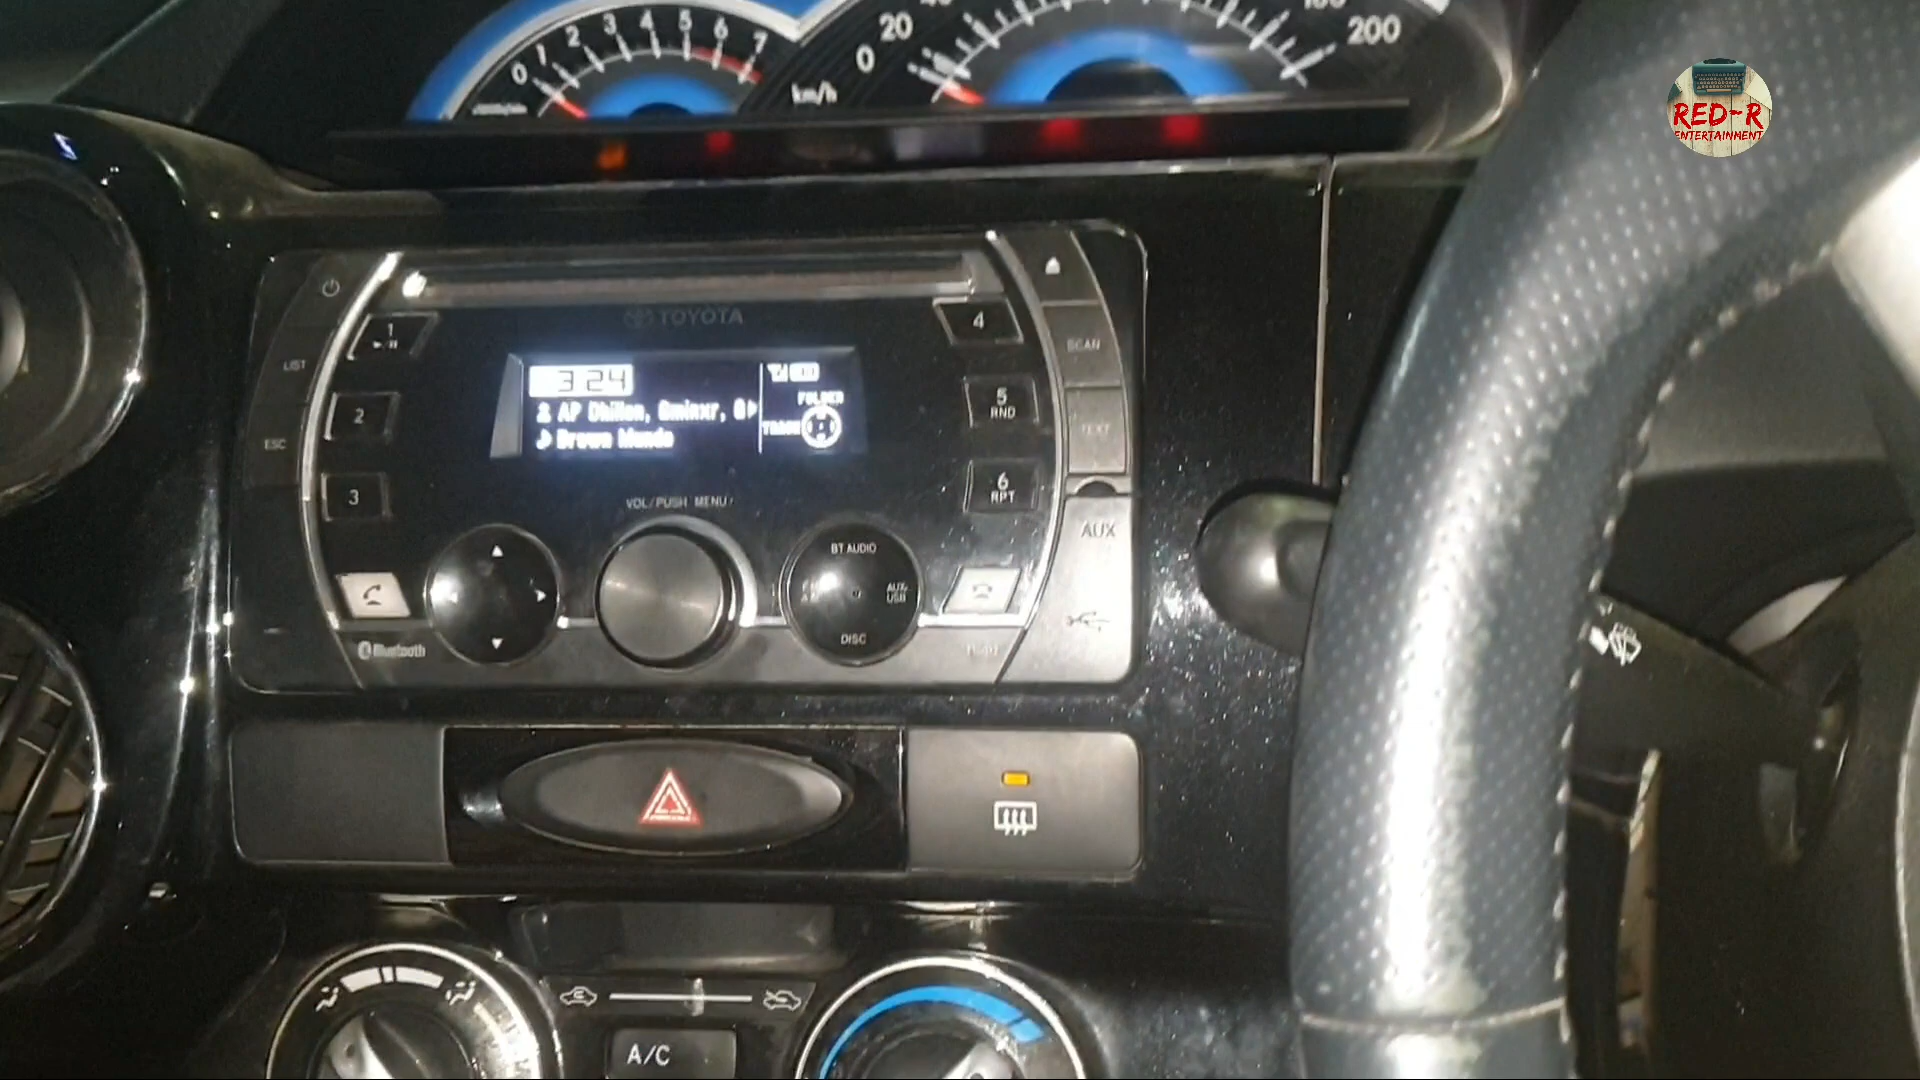 0 1 2 3 4 5 6 7
km/h
0 20
200
RED-R
ENTERTAINMENT
TOYOTA
1
2
3
4
5
RND
6
RPT
LIST
ESC
SCAN
TEXT
AUX
3:24
AP Dhillon, Gminxr, G
Brown Munde
FOLDER
TRACK
VOL/PUSH MENU
BT AUDIO
AUX
USB
DISC
Bluetooth
A/C